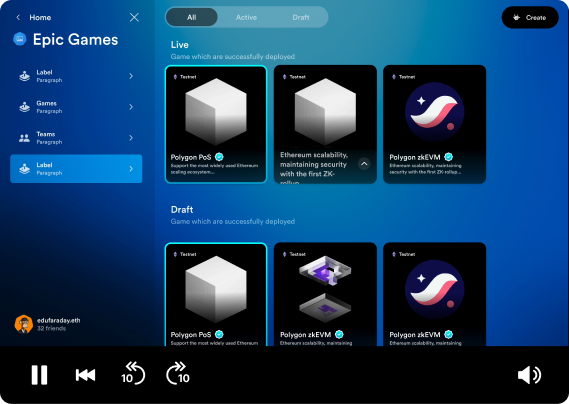 Home
Epic Games
Label
Paragraph
Games
Paragraph
Teams
Paragraph
Label
Paragraph
edufaraday.eth
32 friends
All
Active
Draft
Create
Live
Game which are successfully deployed
Testnet
Polygon PoS
Support the most widely used Ethereum
scaling ecosystem...
Testnet
Ethereum scalability,
maintaining security
with the first ZK-
rollup
Testnet
Polygon zkEVM
Ethereum scalability, maintaining
security with the first ZK-rollup...
Draft
Game which are successfully deployed
Testnet
Polygon PoS
Support the most widely used Ethereum
Testnet
Polygon zkEVM
Ethereum scalability, maintaining
Testnet
Polygon zkEVM
Ethereum scalability, maintaining
10
10